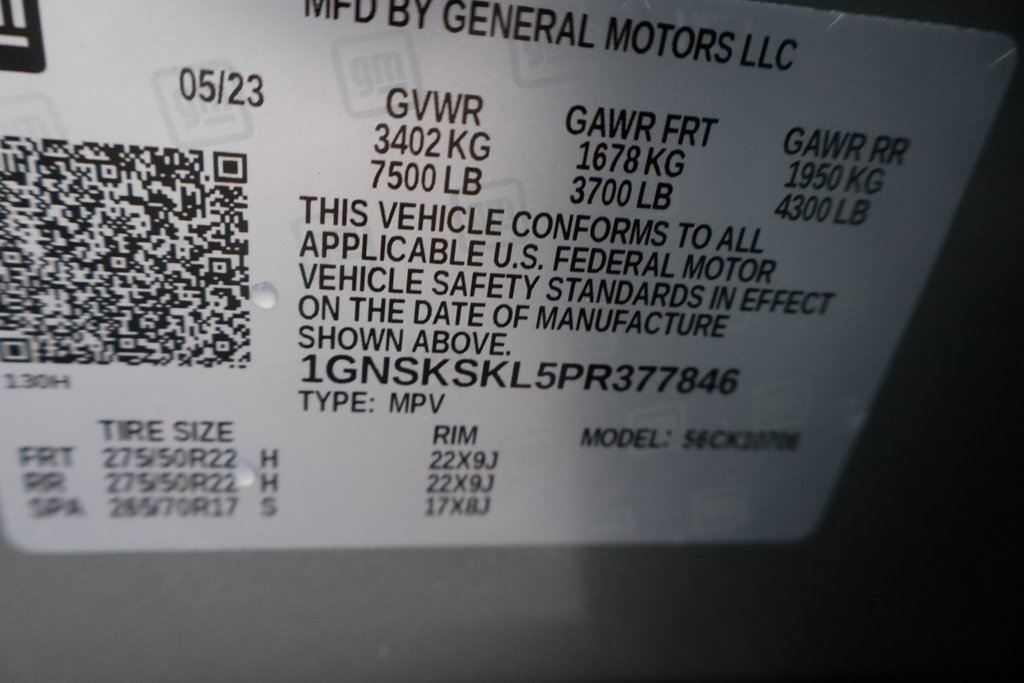 MFD BY GENERAL MOTORS LLC
05/23
GVWR
3402 KG
7500 LB
GAWR FRT
1678 KG
3700 LB
GAWR RR
1950 KG
4300 LB
THIS VEHICLE CONFORMS TO ALL
APPLICABLE U.S. FEDERAL MOTOR
VEHICLE SAFETY STANDARDS IN EFFECT
ON THE DATE OF MANUFACTURE
SHOWN ABOVE.
1GNSKSKL5PR377846
TYPE: MPV
130H
TIRE SIZE RIM MODEL:
FRT 275/50R22 H 22X9J
RR 275/50R22 H 22X9J
SPA 265/70R17 S 17X8J